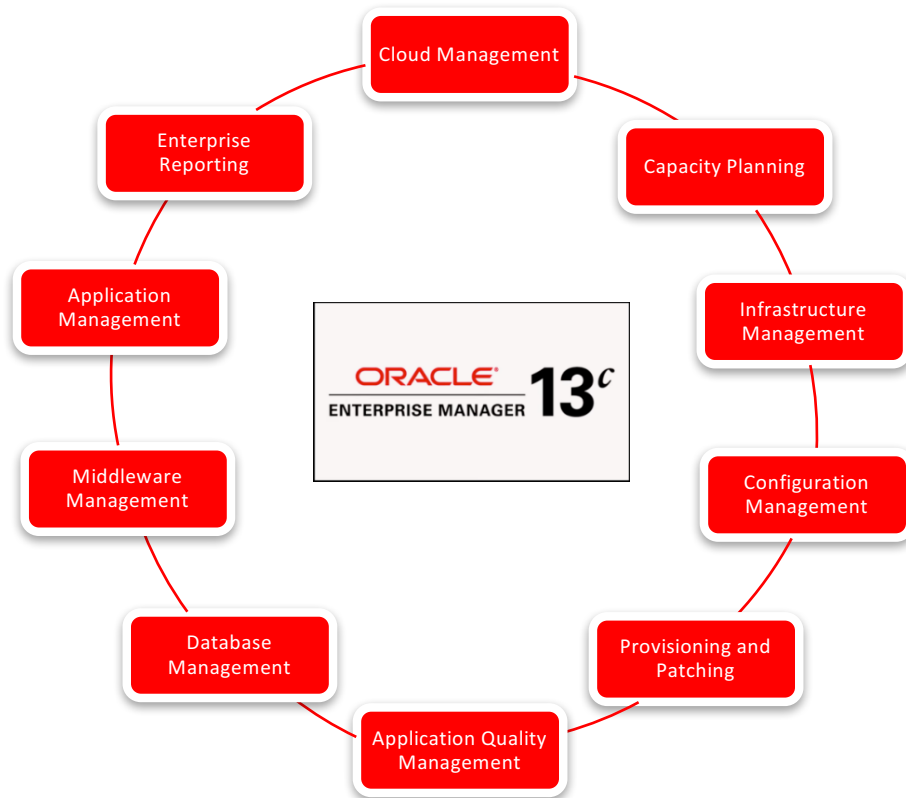 Cloud Management
Capacity Planning
Infrastructure
Management
Configuration
Management
Provisioning and
Patching
Application Quality
Management
Database
Management
Middleware
Management
Application
Management
Enterprise
Reporting
ORACLE®
ENTERPRISE MANAGER 13c